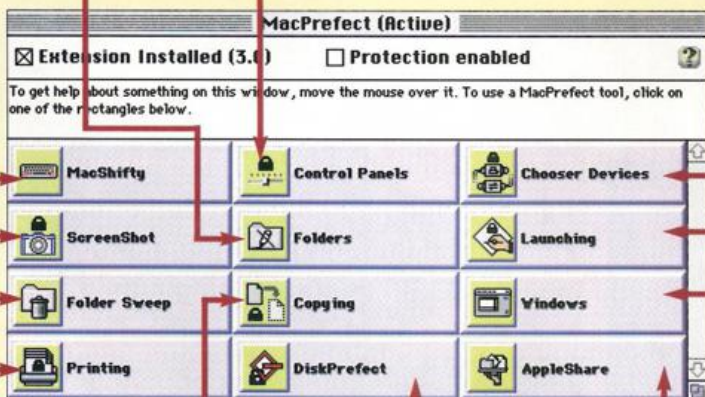 MacPrefect (Active)
Extension Installed (3.0)
Protection enabled
?
To get help about something on this window, move the mouse over it. To use a MacPrefect tool, click on
one of the rectangles below.
MacShifty
Control Panels
Chooser Devices
ScreenShot
Folders
Launching
Folder Sweep
Copying
Windows
Printing
DiskPrefect
AppleShare